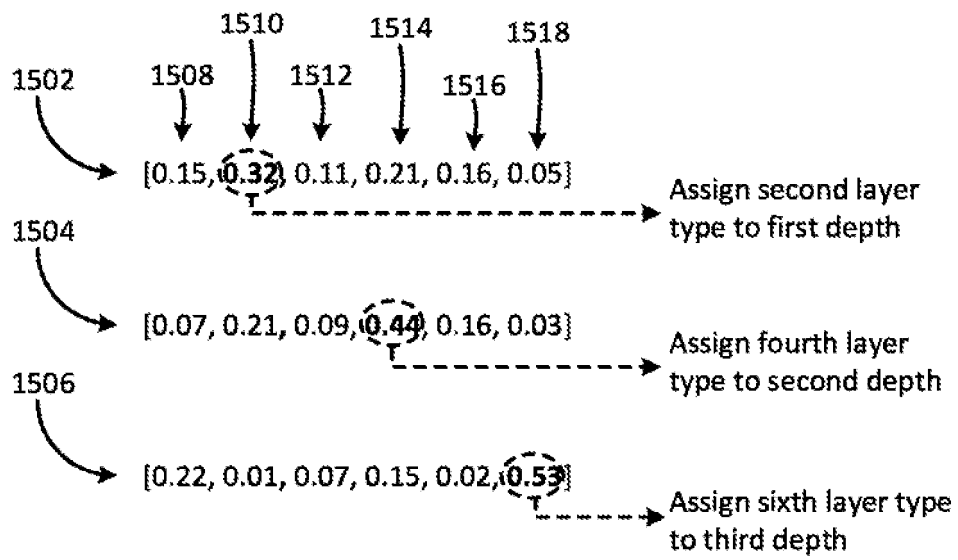 1510
1514
1518
1502
1508
1512
1516
[0.15, 0.32, 0.11, 0.21, 0.16, 0.05]
Assign second layer
type to first depth
1504
[0.07, 0.21, 0.09, 0.44, 0.16, 0.03]
Assign fourth layer
type to second depth
1506
[0.22, 0.01, 0.07, 0.15, 0.02, 0.53]
Assign sixth layer type
to third depth